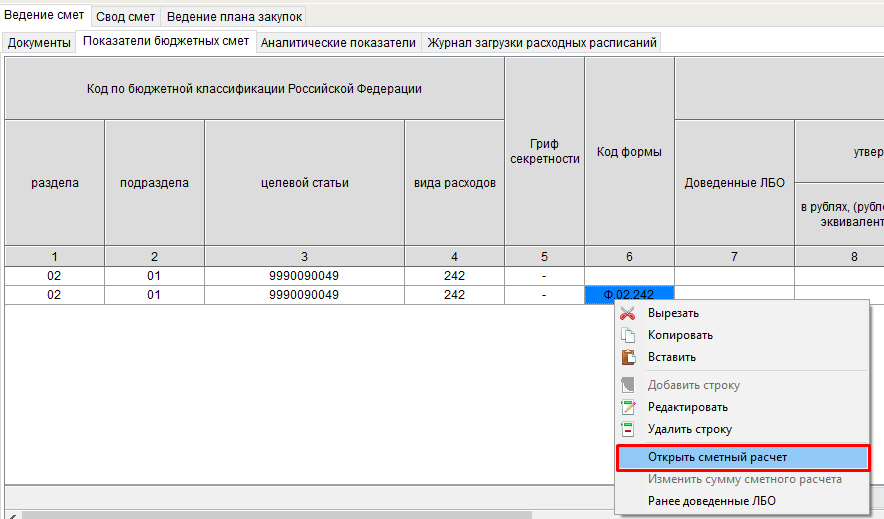 Ведение смет Свод смет Ведение плана закупок
Документы Показатели бюджетных смет Аналитические показатели Журнал загрузки расходных расписаний
Код по бюджетной классификации Российской Федерации
Гриф
секретности
Код формы
раздела подраздела целевой статьи вида расходов
Доведенные ЛБО
утвер
в рублях, (рубле
эквивалент
1 2 3 4 5 6 7 8
02 01 9990090049 242 -
02 01 9990090049 242 - Ф.02.242
Вырезать
Копировать
Вставить
Добавить строку
Редактировать
Удалить строку
Открыть сметный расчет
Изменить сумму сметного расчета
Ранее доведенные ЛБО